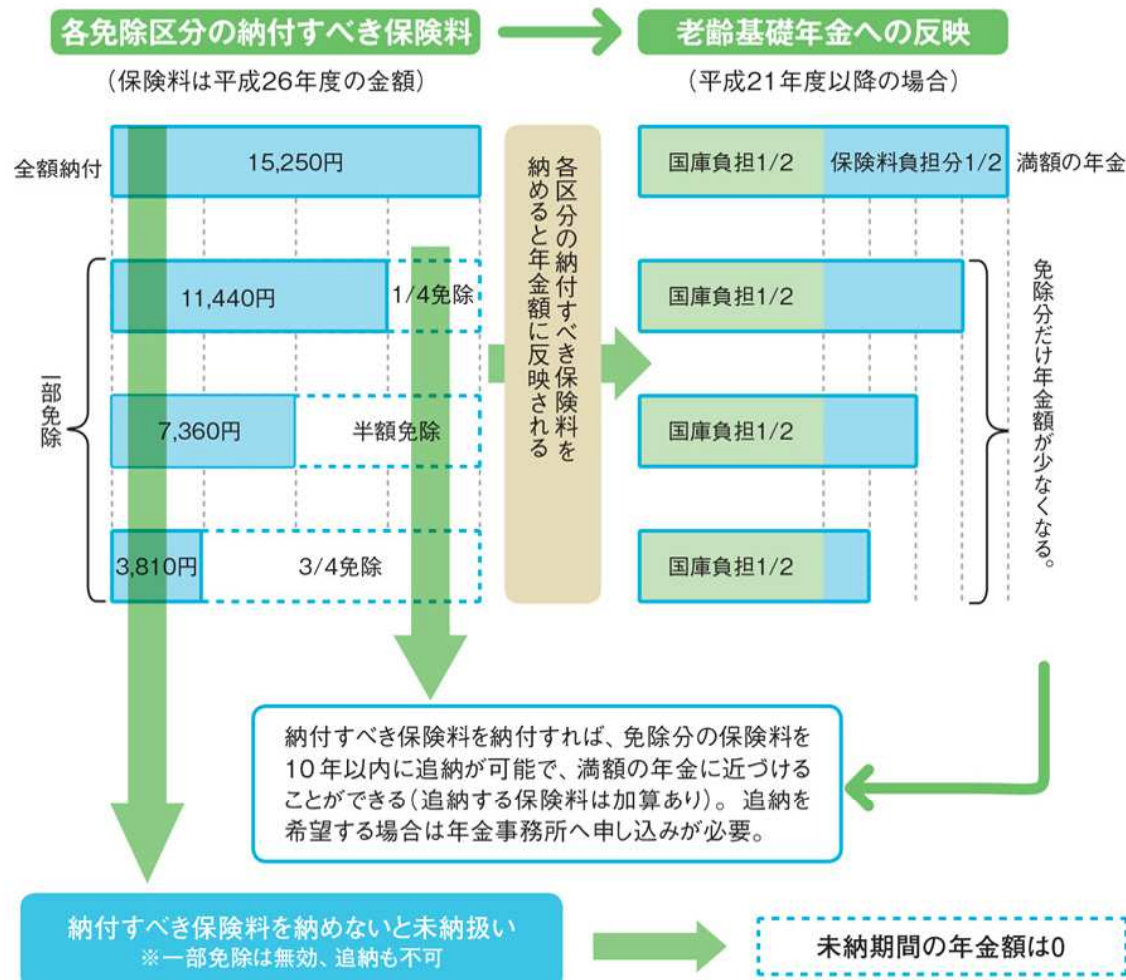 各免除区分の納付すべき保険料
老齢基礎年金への反映
(保険料は平成26年度の金額)
(平成21年度以降の場合)
全額納付
15,250円
国庫負担1/2
保険料負担分1/2
満額の年金
一部免除
11,440円
1/4免除
国庫負担1/2
7,360円
半額免除
国庫負担1/2
3,810円
3/4免除
国庫負担1/2
各区分の納付すべき保険料を
納めると年金額に反映される
免除分だけ年金額が少なくなる。
納付すべき保険料を納付すれば、免除分の保険料を
10年以内に追納が可能で、満額の年金に近づける
ことができる(追納する保険料は加算あり)。追納を
希望する場合は年金事務所へ申し込みが必要。
納付すべき保険料を納めないと未納扱い
※一部免除は無効、追納も不可
未納期間の年金額は0